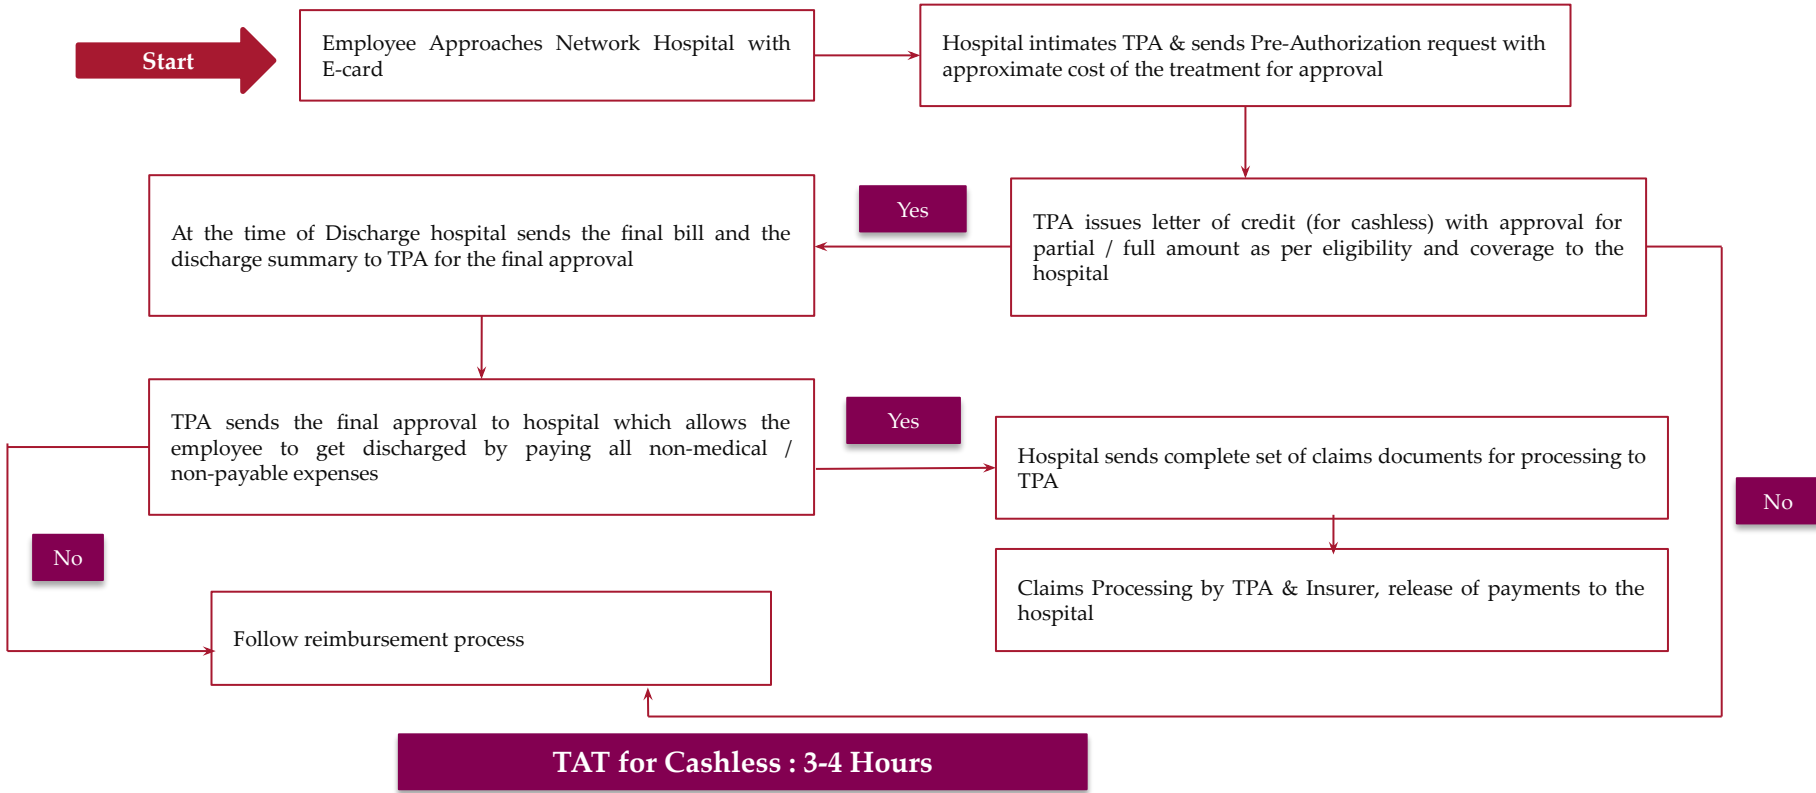 Start
Employee Approaches Network Hospital with
E-card
Hospital intimates TPA & sends Pre-Authorization request with
approximate cost of the treatment for approval
TPA issues letter of credit (for cashless) with approval for
partial / full amount as per eligibility and coverage to the
hospital
Yes
At the time of Discharge hospital sends the final bill and the
discharge summary to TPA for the final approval
TPA sends the final approval to hospital which allows the
employee to get discharged by paying all non-medical /
non-payable expenses
Yes
Hospital sends complete set of claims documents for processing to
TPA
No
No
Claims Processing by TPA & Insurer, release of payments to the
hospital
Follow reimbursement process
TAT for Cashless : 3-4 Hours